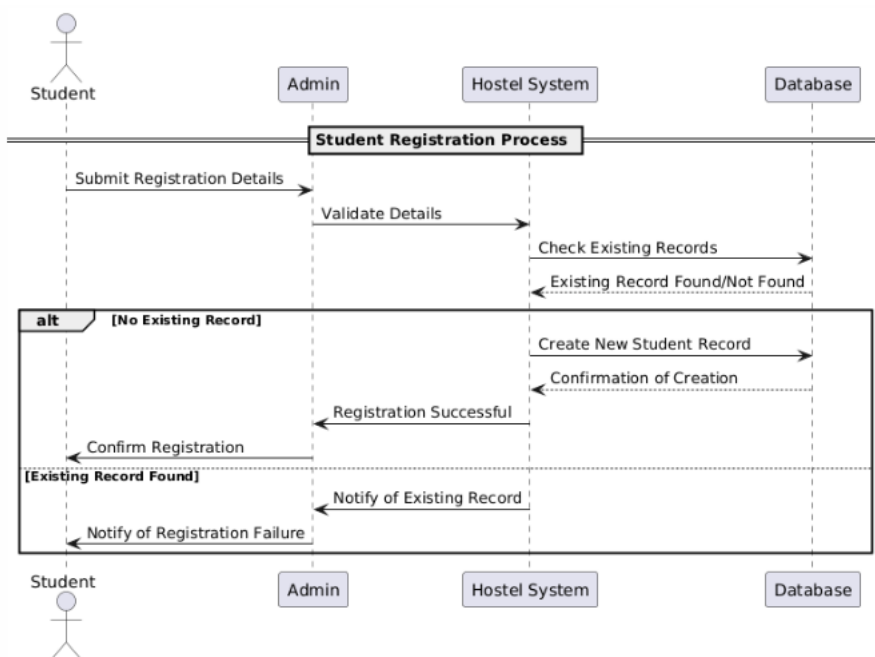 Student
Admin
Hostel System
Database
Student Registration Process
Submit Registration Details
Validate Details
Check Existing Records
Existing Record Found/Not Found
alt
[No Existing Record]
Create New Student Record
Confirmation of Creation
Registration Successful
Confirm Registration
[Existing Record Found]
Notify of Existing Record
Notify of Registration Failure
Student
Admin
Hostel System
Database